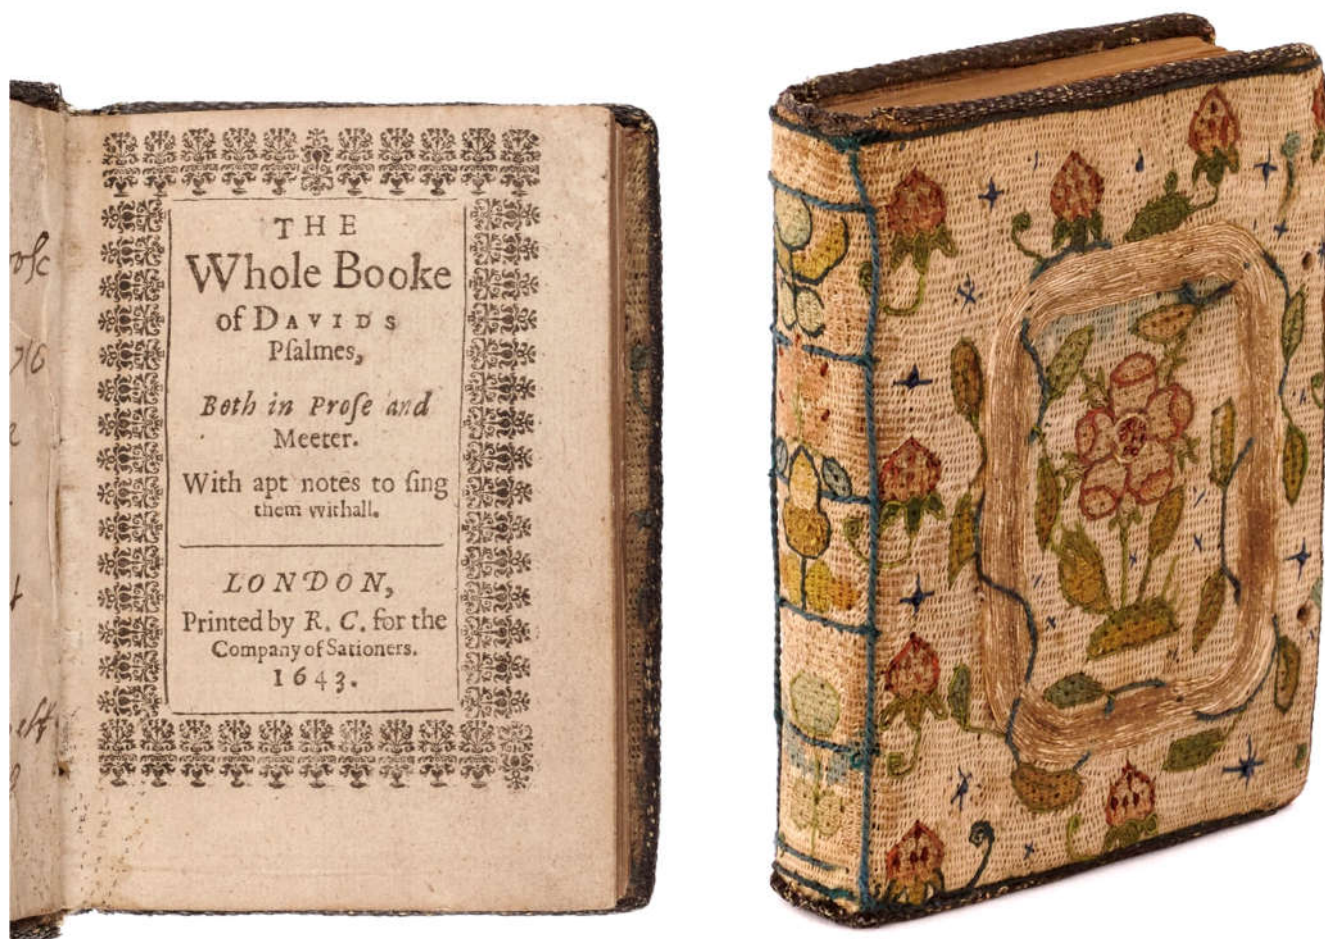 THE
Whole Booke
of DAVIDS
Pſalmes,
Both in Proſe and
Meeter.
With apt notes to ſing
them withall.
LONDON,
Printed by R. C. for the
Company of Sationers.
1643.